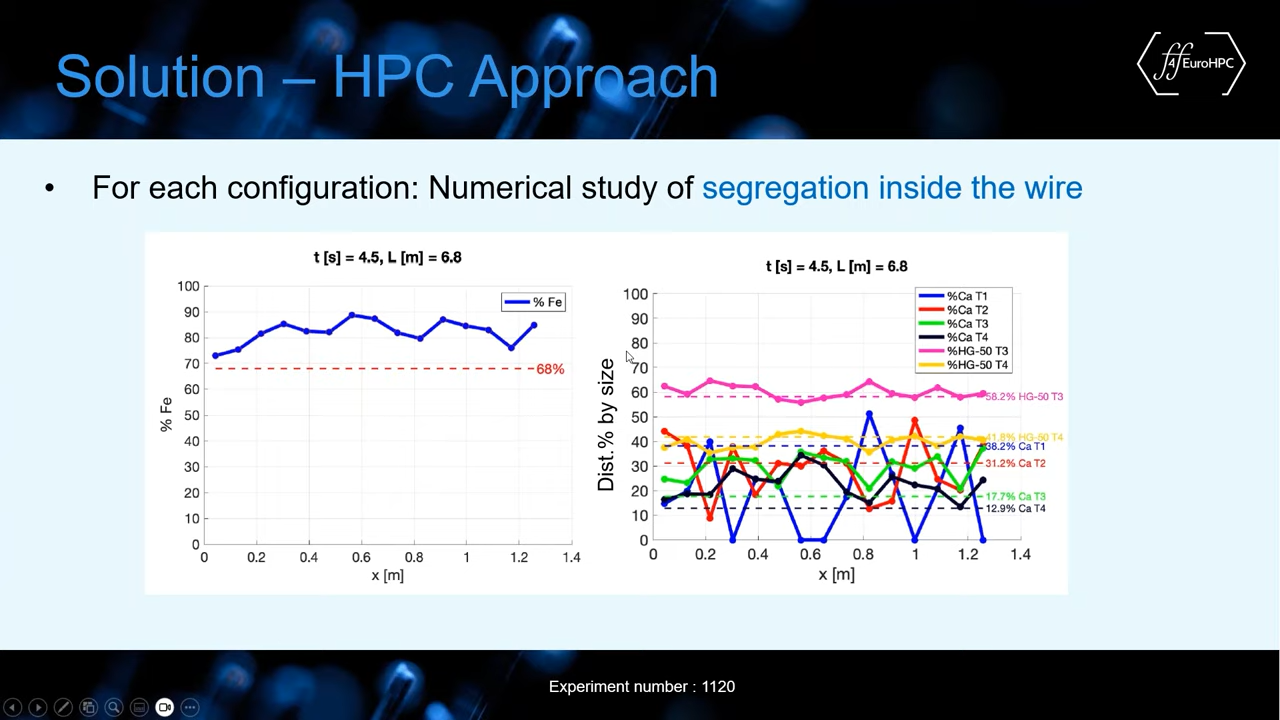 Solution – HPC Approach
ff4EuroHPC
• For each configuration: Numerical study of segregation inside the wire
t [s] = 4.5, L [m] = 6.8
% Fe
100
90
80
70
60
50
40
30
20
10
0
68%
% Fe
0
0.2
0.4
0.6
0.8
1
1.2
1.4
x [m]
t [s] = 4.5, L [m] = 6.8
%Ca T1
%Ca T2
%Ca T3
%Ca T4
%HG-50 T3
%HG-50 T4
100
90
80
70
60
50
40
30
20
10
0
Dist.% by size
58.2% HG-50 T3
41.8% HG-50 T4
38.2% Ca T1
31.2% Ca T2
17.7% Ca T3
12.9% Ca T4
0
0.2
0.4
0.6
0.8
1
1.2
1.4
x [m]
Experiment number : 1120